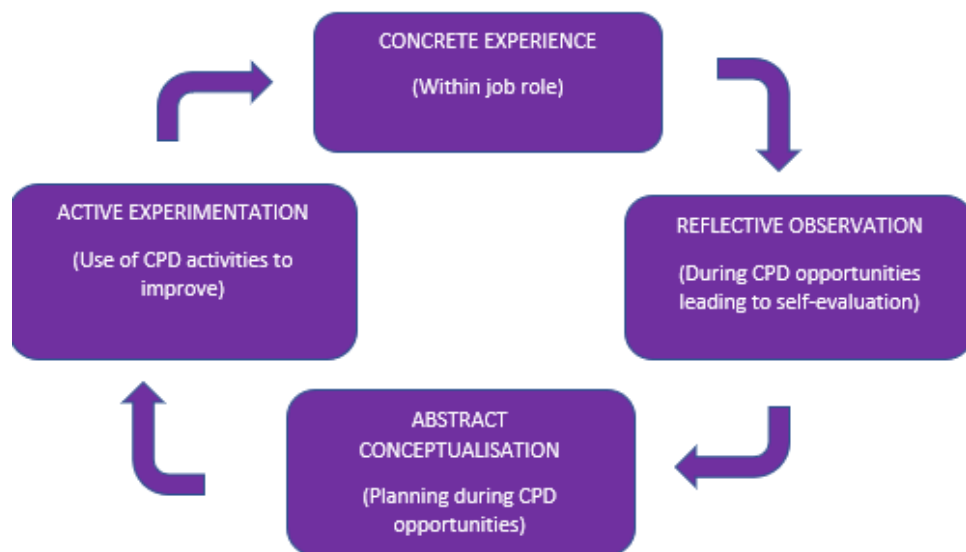 CONCRETE EXPERIENCE
(Within job role)
REFLECTIVE OBSERVATION
(During CPD opportunities
leading to self-evaluation)
ABSTRACT
CONCEPTUALISATION
(Planning during CPD
opportunities)
ACTIVE EXPERIMENTATION
(Use of CPD activities to
improve)